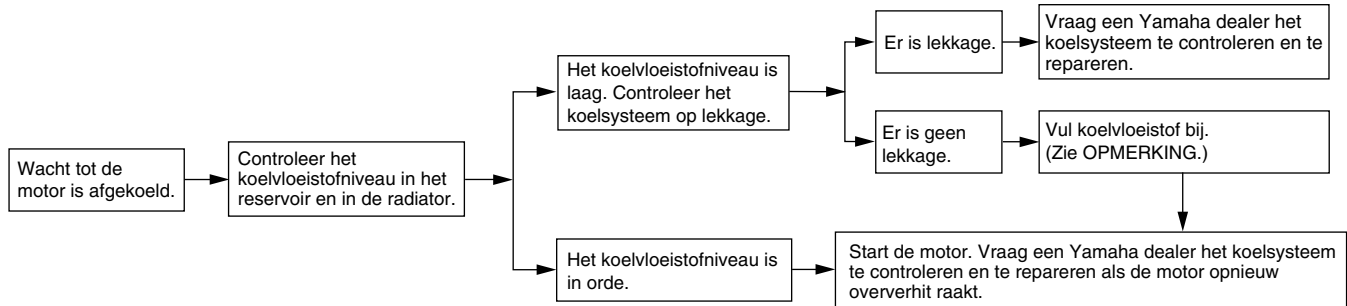 Wacht tot de
motor is afgekoeld.
Controleer het
koelvloeistofniveau in het
reservoir en in de radiator.
Het koelvloeistofniveau is
laag. Controleer het
koelsysteem op lekkage.
Er is lekkage.
Vraag een Yamaha dealer het
koelsysteem te controleren en te
repareren.
Er is geen
lekkage.
Vul koelvloeistof bij.
(Zie OPMERKING.)
Het koelvloeistofniveau is
in orde.
Start de motor. Vraag een Yamaha dealer het koelsysteem
te controleren en te repareren als de motor opnieuw
oververhit raakt.